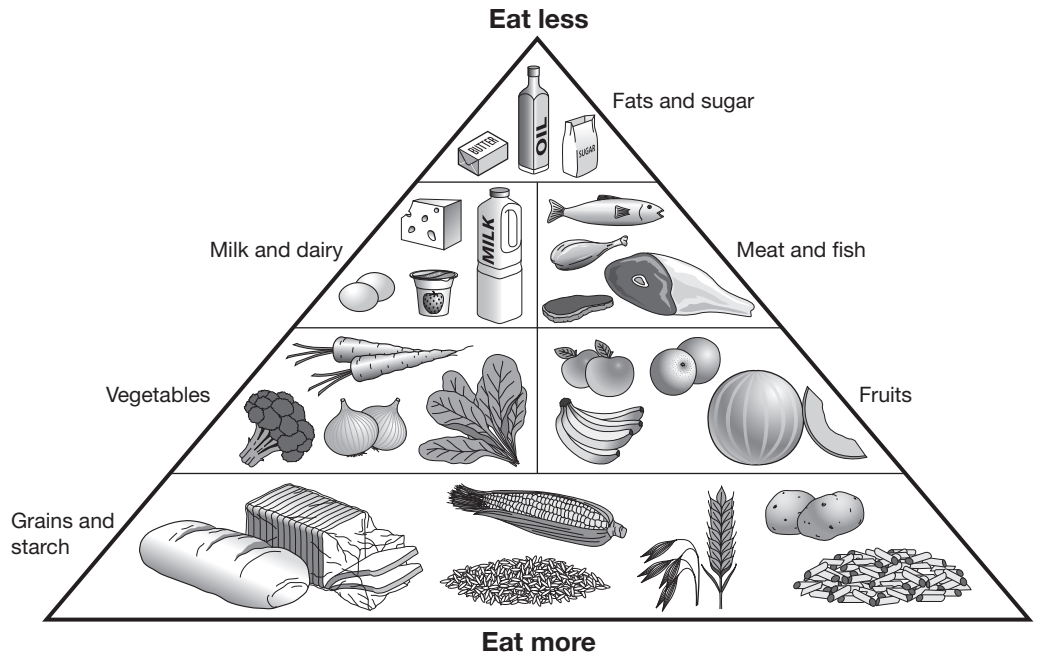 Eat less
Fats and sugar
OIL
BUTTER
SUGAR
Milk and dairy
MILK
Meat and fish
Vegetables
Fruits
Grains and
starch
Eat more